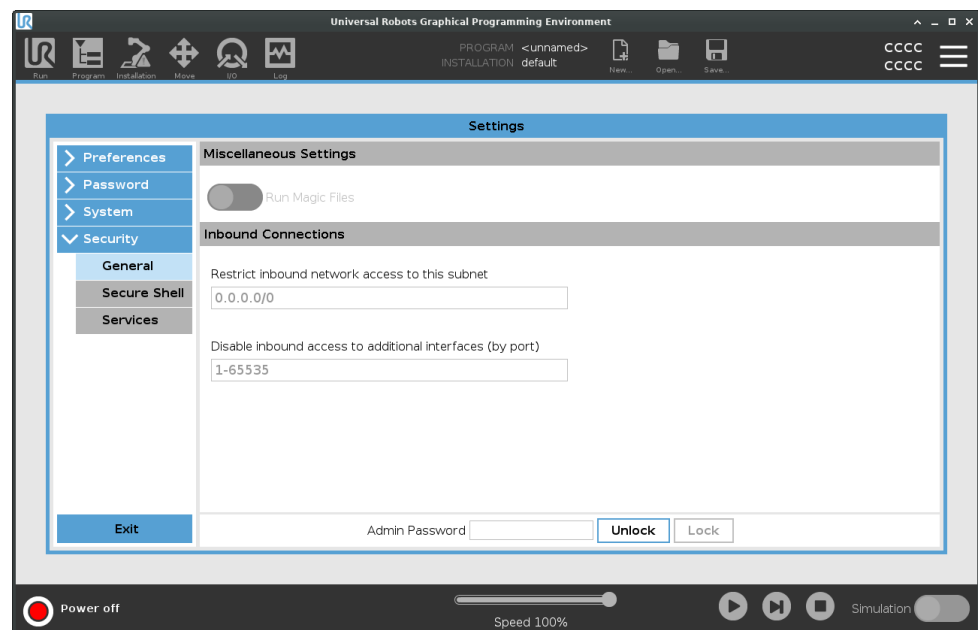 UR Universal Robots Graphical Programming Environment
UR
Run Program Installation Move I/O Log
PROGRAM <unnamed>
INSTALLATION default
New... Open... Save...
CCCC
CCCC
Settings
Preferences
Password
System
Security
General
Secure Shell
Services
Exit
Miscellaneous Settings
Run Magic Files
Inbound Connections
Restrict inbound network access to this subnet
0.0.0.0/0
Disable inbound access to additional interfaces (by port)
1-65535
Admin Password Unlock Lock
Power off
Speed 100%
Simulation